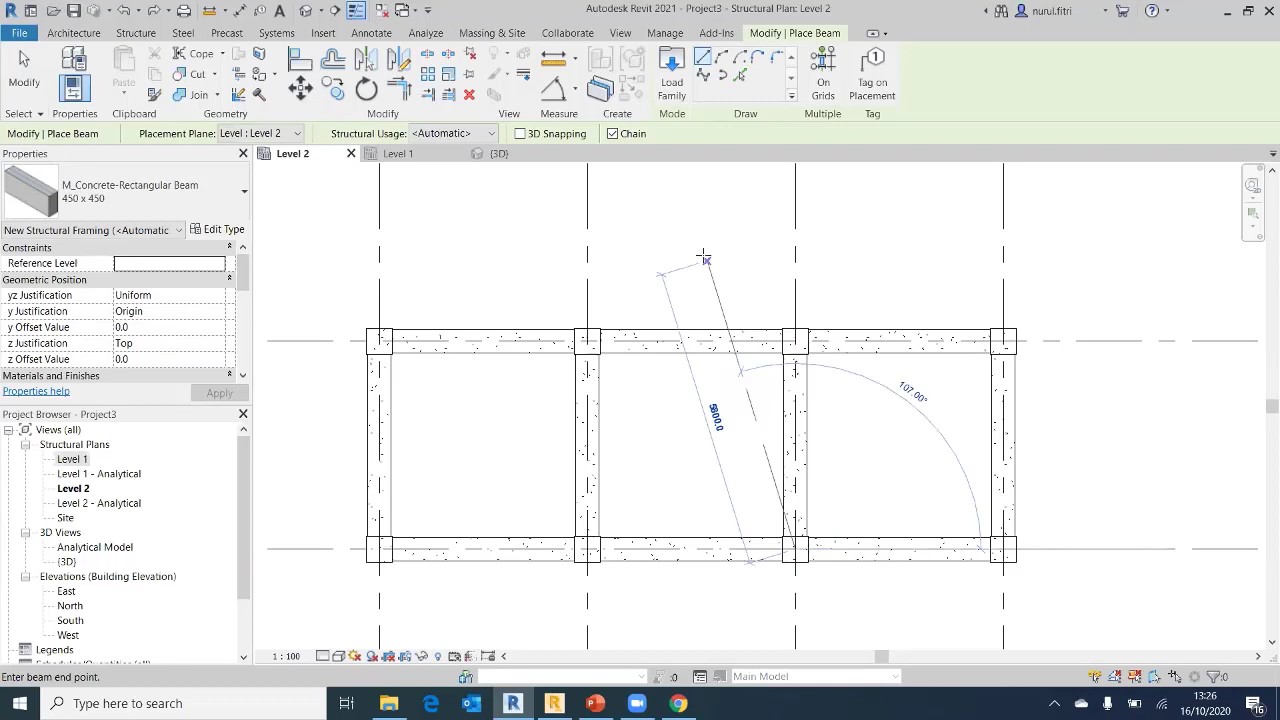 Autodesk Revit 2021 - Project3 - Structural Plan: Level 2
nurul.fitri
File Architecture Structure Steel Precast Systems Insert Annotate Analyze Massing & Site Collaborate View Manage Add-Ins Modify | Place Beam
Modify
Properties
Paste
Cope
Cut
Join
Load
Family
On
Grids
Tag on
Placement
Select Properties Clipboard Geometry Modify View Measure Create Mode Draw Multiple Tag
Modify | Place Beam Placement Plane: Level : Level 2 Structural Usage: <Automatic> 3D Snapping Chain
Properties
Level 2 Level 1 {3D}
M_Concrete-Rectangular Beam
450 x 450
New Structural Framing (<Automatic Edit Type
Constraints
Reference Level
Geometric Position
yz Justification Uniform
y Justification Origin
y Offset Value 0.0
z Justification Top
z Offset Value 0.0
Materials and Finishes
Properties help Apply
Project Browser - Project3
Views (all)
Structural Plans
Level 1
Level 1 - Analytical
Level 2
Level 2 - Analytical
Site
3D Views
Analytical Model
{3D}
Elevations (Building Elevation)
East
North
South
West
Legends
5800.0
107.00°
1 : 100
Enter beam end point.
:0
Main Model
:0
Type here to search
13:26
16/10/2020